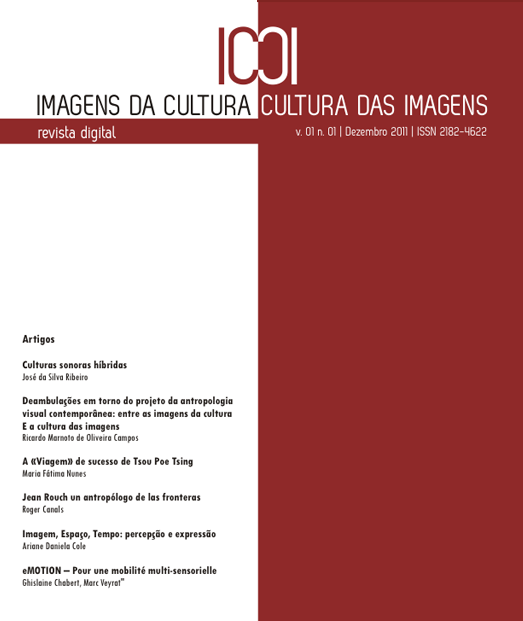 ICCI
IMAGENS DA CULTURA CULTURA DAS IMAGENS
revista digital
v. 01 n. 01 | Dezembro 2011 | ISSN 2182-4622
Artigos
Culturas sonoras híbridas
José da Silva Ribeiro
Deambulações em torno do projeto da antropologia
visual contemporânea: entre as imagens da cultura
E a cultura das imagens
Ricardo Marnoto de Oliveira Campos
A «Viagem» de sucesso de Tsou Poe Tsing
Maria Fátima Nunes
Jean Rouch un antropólogo de las fronteras
Roger Canals
Imagem, Espaço, Tempo: percepção e expressão
Ariane Daniela Cole
eMOTION – Pour une mobilité multi-sensorielle
Ghislaine Chabert, Marc Veyrat"